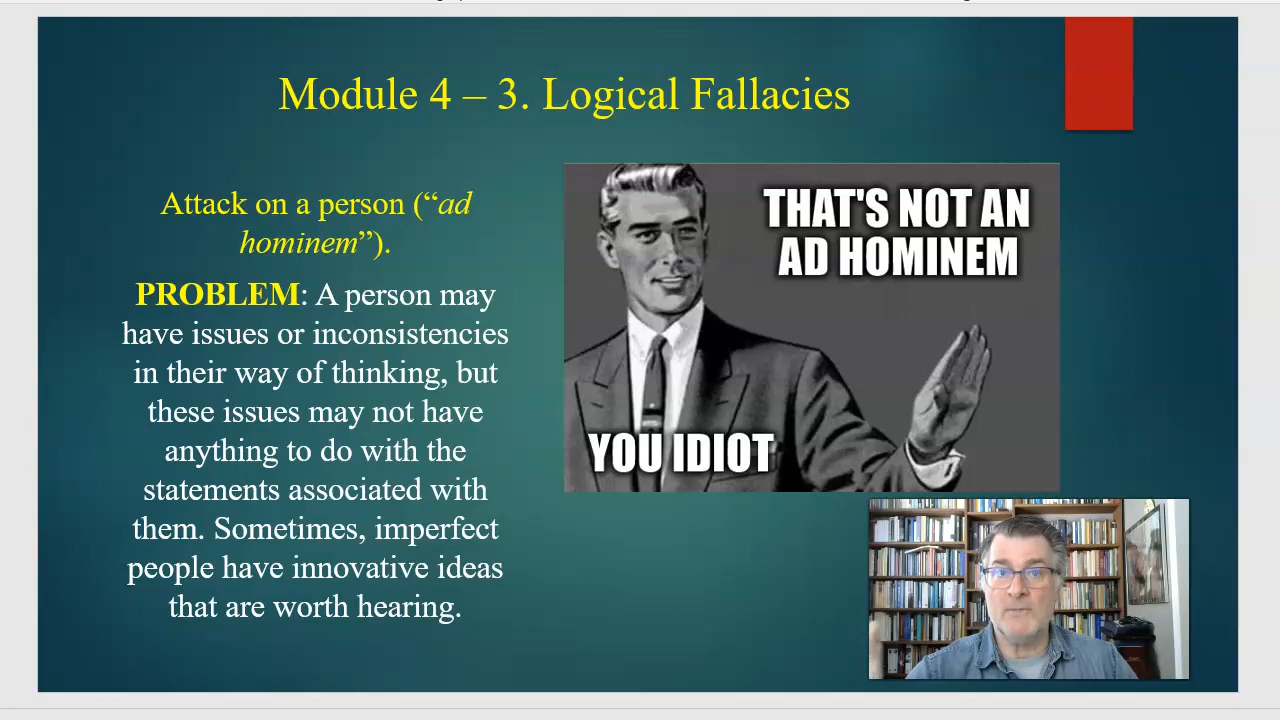 Module 4 – 3. Logical Fallacies
Attack on a person (“ad
hominem”).
PROBLEM: A person may
have issues or inconsistencies
in their way of thinking, but
these issues may not have
anything to do with the
statements associated with
them. Sometimes, imperfect
people have innovative ideas
that are worth hearing.
THAT'S NOT AN
AD HOMINEM
YOU IDIOT